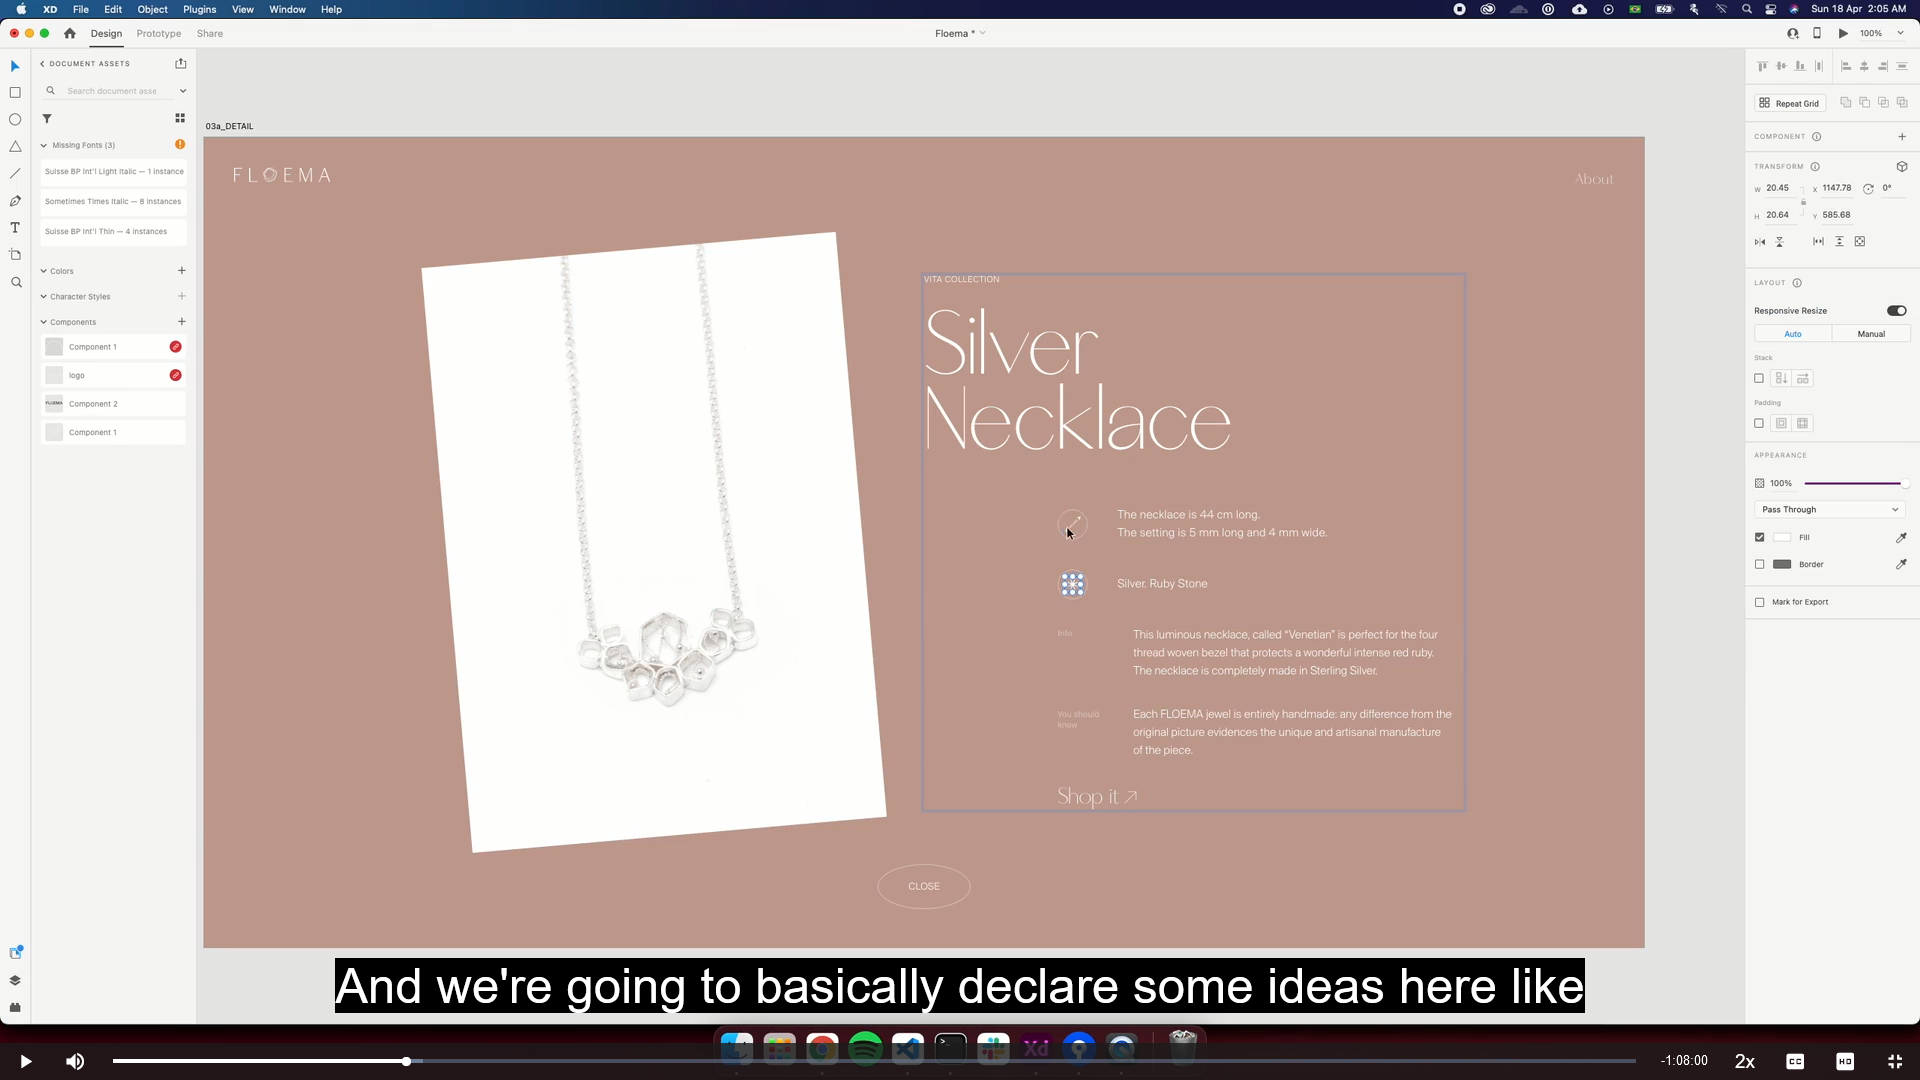 XD File Edit Object Plugins View Window Help
Sun 18 Apr 2:05 AM
Design Prototype Share
Floema *
100%
DOCUMENT ASSETS
Search document asse
Missing Fonts (3)
Suisse BP Int'l Light Italic — 1 instance
Sometimes Times Italic — 8 instances
Suisse BP Int'l Thin — 4 instances
Colors
Character Styles
Components
Component 1
logo
FLOEMA Component 2
Component 1
03a_DETAIL
FLOEMA
About
VITA COLLECTION
Silver
Necklace
The necklace is 44 cm long.
The setting is 5 mm long and 4 mm wide.
Silver. Ruby Stone
Info
This luminous necklace, called "Venetian" is perfect for the four
thread woven bezel that protects a wonderful intense red ruby.
The necklace is completely made in Sterling Silver.
You should
know
Each FLOEMA jewel is entirely handmade: any difference from the
original picture evidences the unique and artisanal manufacture
of the piece.
Shop it ↗
CLOSE
Repeat Grid
COMPONENT
TRANSFORM
W 20.45 X 1147.78 0°
H 20.64 Y 585.68
LAYOUT
Responsive Resize
Auto Manual
Stack
Padding
APPEARANCE
100%
Pass Through
Fill
Border
Mark for Export
And we're going to basically declare some ideas here like
Xd
-1:08:00 2x CC HD